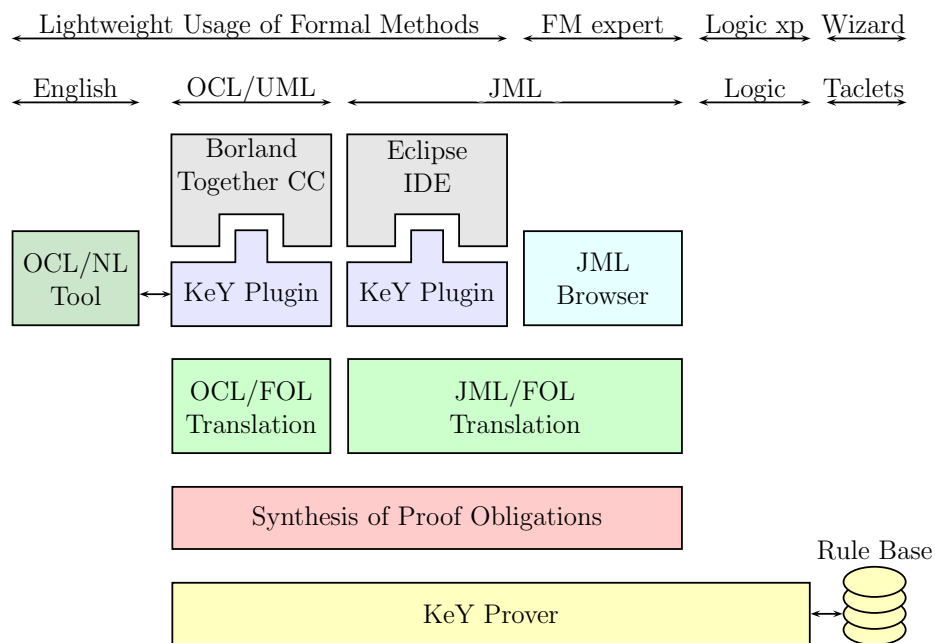 Lightweight Usage of Formal Methods FM expert Logic xp Wizard
English OCL/UML JML Logic Taclets
Borland
Together CC
Eclipse
IDE
OCL/NL
Tool
KeY Plugin
KeY Plugin
JML
Browser
OCL/FOL
Translation
JML/FOL
Translation
Synthesis of Proof Obligations
Rule Base
KeY Prover